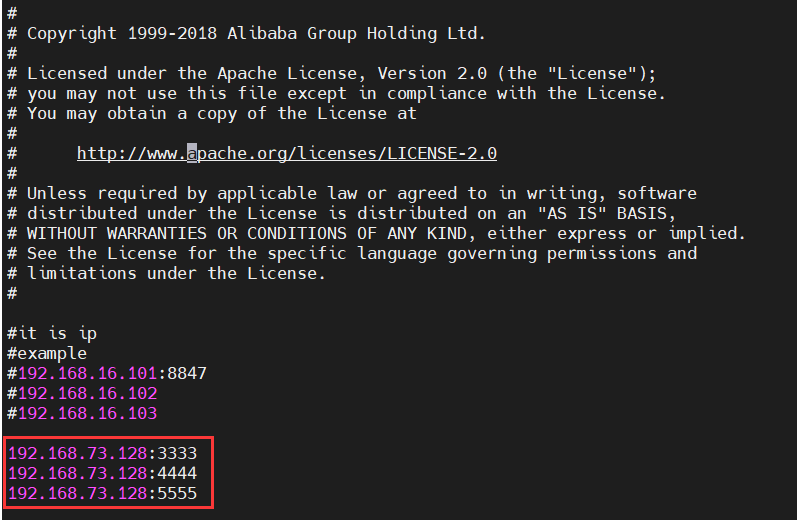 #
# Copyright 1999-2018 Alibaba Group Holding Ltd.
#
# Licensed under the Apache License, Version 2.0 (the "License");
# you may not use this file except in compliance with the License.
# You may obtain a copy of the License at
#
#      http://www.apache.org/licenses/LICENSE-2.0
#
# Unless required by applicable law or agreed to in writing, software
# distributed under the License is distributed on an "AS IS" BASIS,
# WITHOUT WARRANTIES OR CONDITIONS OF ANY KIND, either express or implied.
# See the License for the specific language governing permissions and
# limitations under the License.
#
#it is ip
#example
#192.168.16.101:8847
#192.168.16.102
#192.168.16.103
192.168.73.128:3333
192.168.73.128:4444
192.168.73.128:5555